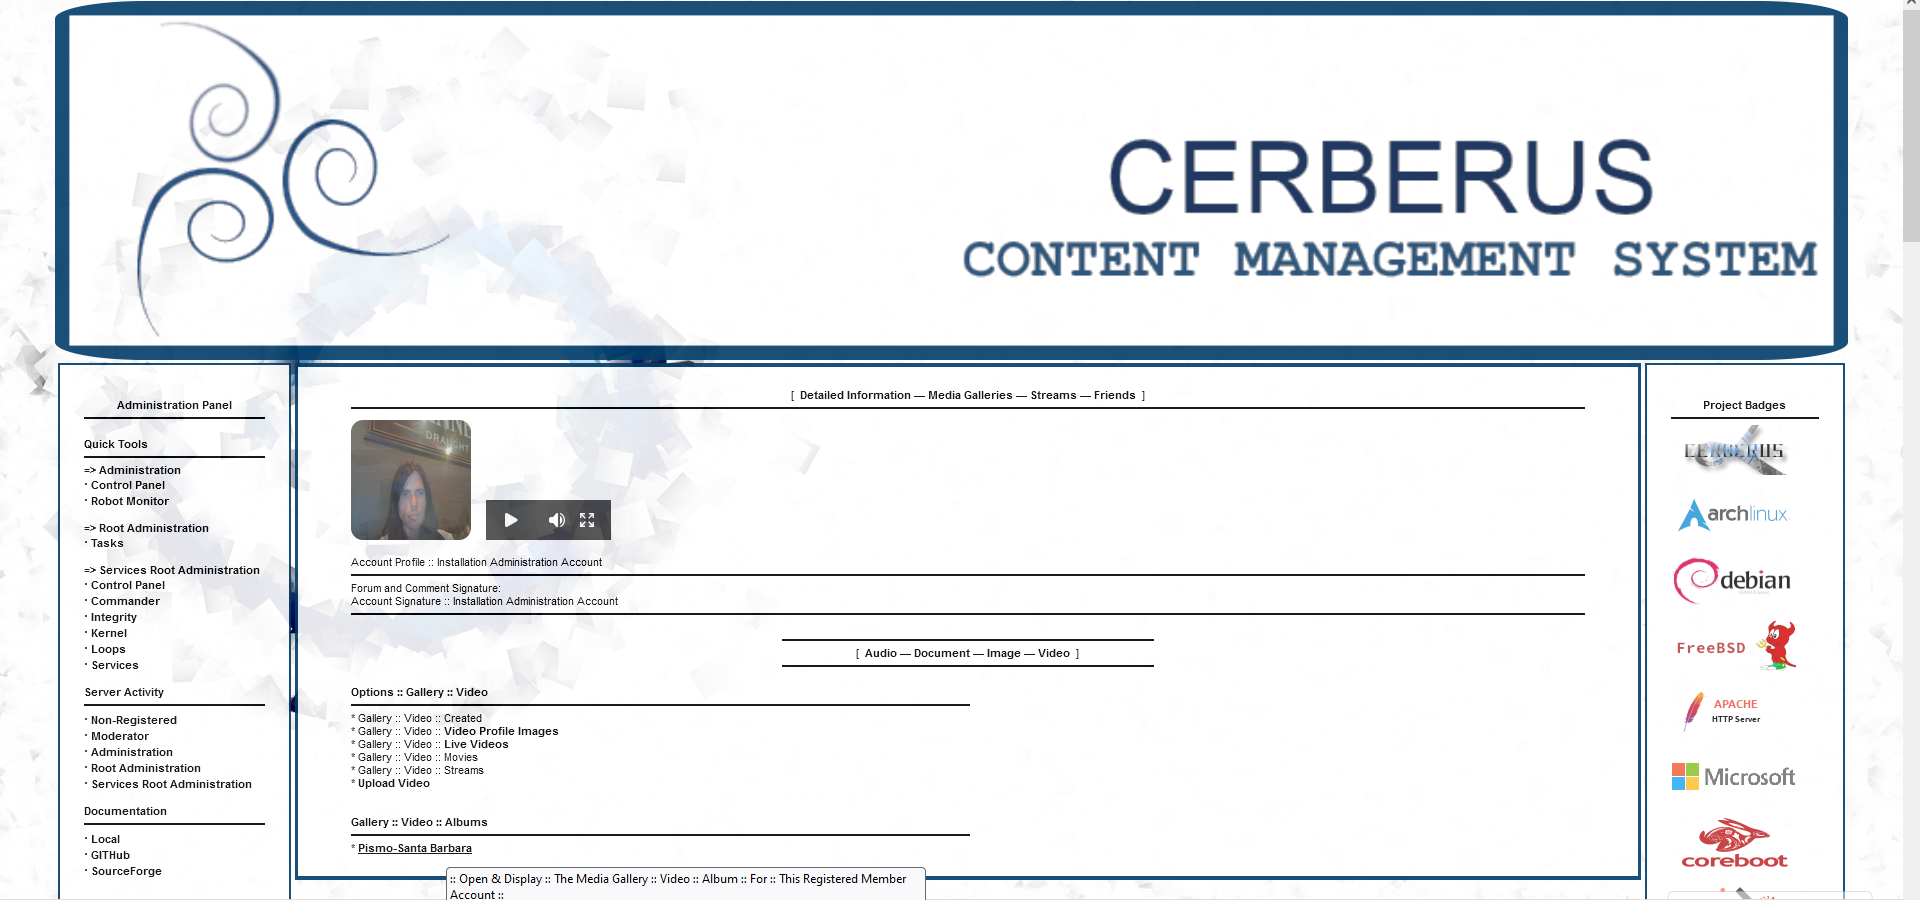 CERBERUS
CONTENT MANAGEMENT SYSTEM
Administration Panel
Quick Tools
=> Administration
· Control Panel
· Robot Monitor
=> Root Administration
· Tasks
=> Services Root Administration
· Control Panel
· Commander
· Integrity
· Kernel
· Loops
· Services
Server Activity
· Non-Registered
· Moderator
· Administration
· Root Administration
· Services Root Administration
Documentation
· Local
· GITHub
· SourceForge
[ Detailed Information — Media Galleries — Streams — Friends ]
DRAUGHT
Account Profile :: Installation Administration Account
Forum and Comment Signature:
Account Signature :: Installation Administration Account
[ Audio — Document — Image — Video ]
Options :: Gallery :: Video
* Gallery :: Video :: Created
* Gallery :: Video :: Video Profile Images
* Gallery :: Video :: Live Videos
* Gallery :: Video :: Movies
* Gallery :: Video :: Streams
* Upload Video
Gallery :: Video :: Albums
* Pismo-Santa Barbara
:: Open & Display :: The Media Gallery :: Video :: Album :: For :: This Registered Member
Account ::
Project Badges
CERBERUS
archlinux
debian
FreeBSD
APACHE
HTTP Server
Microsoft
coreboot